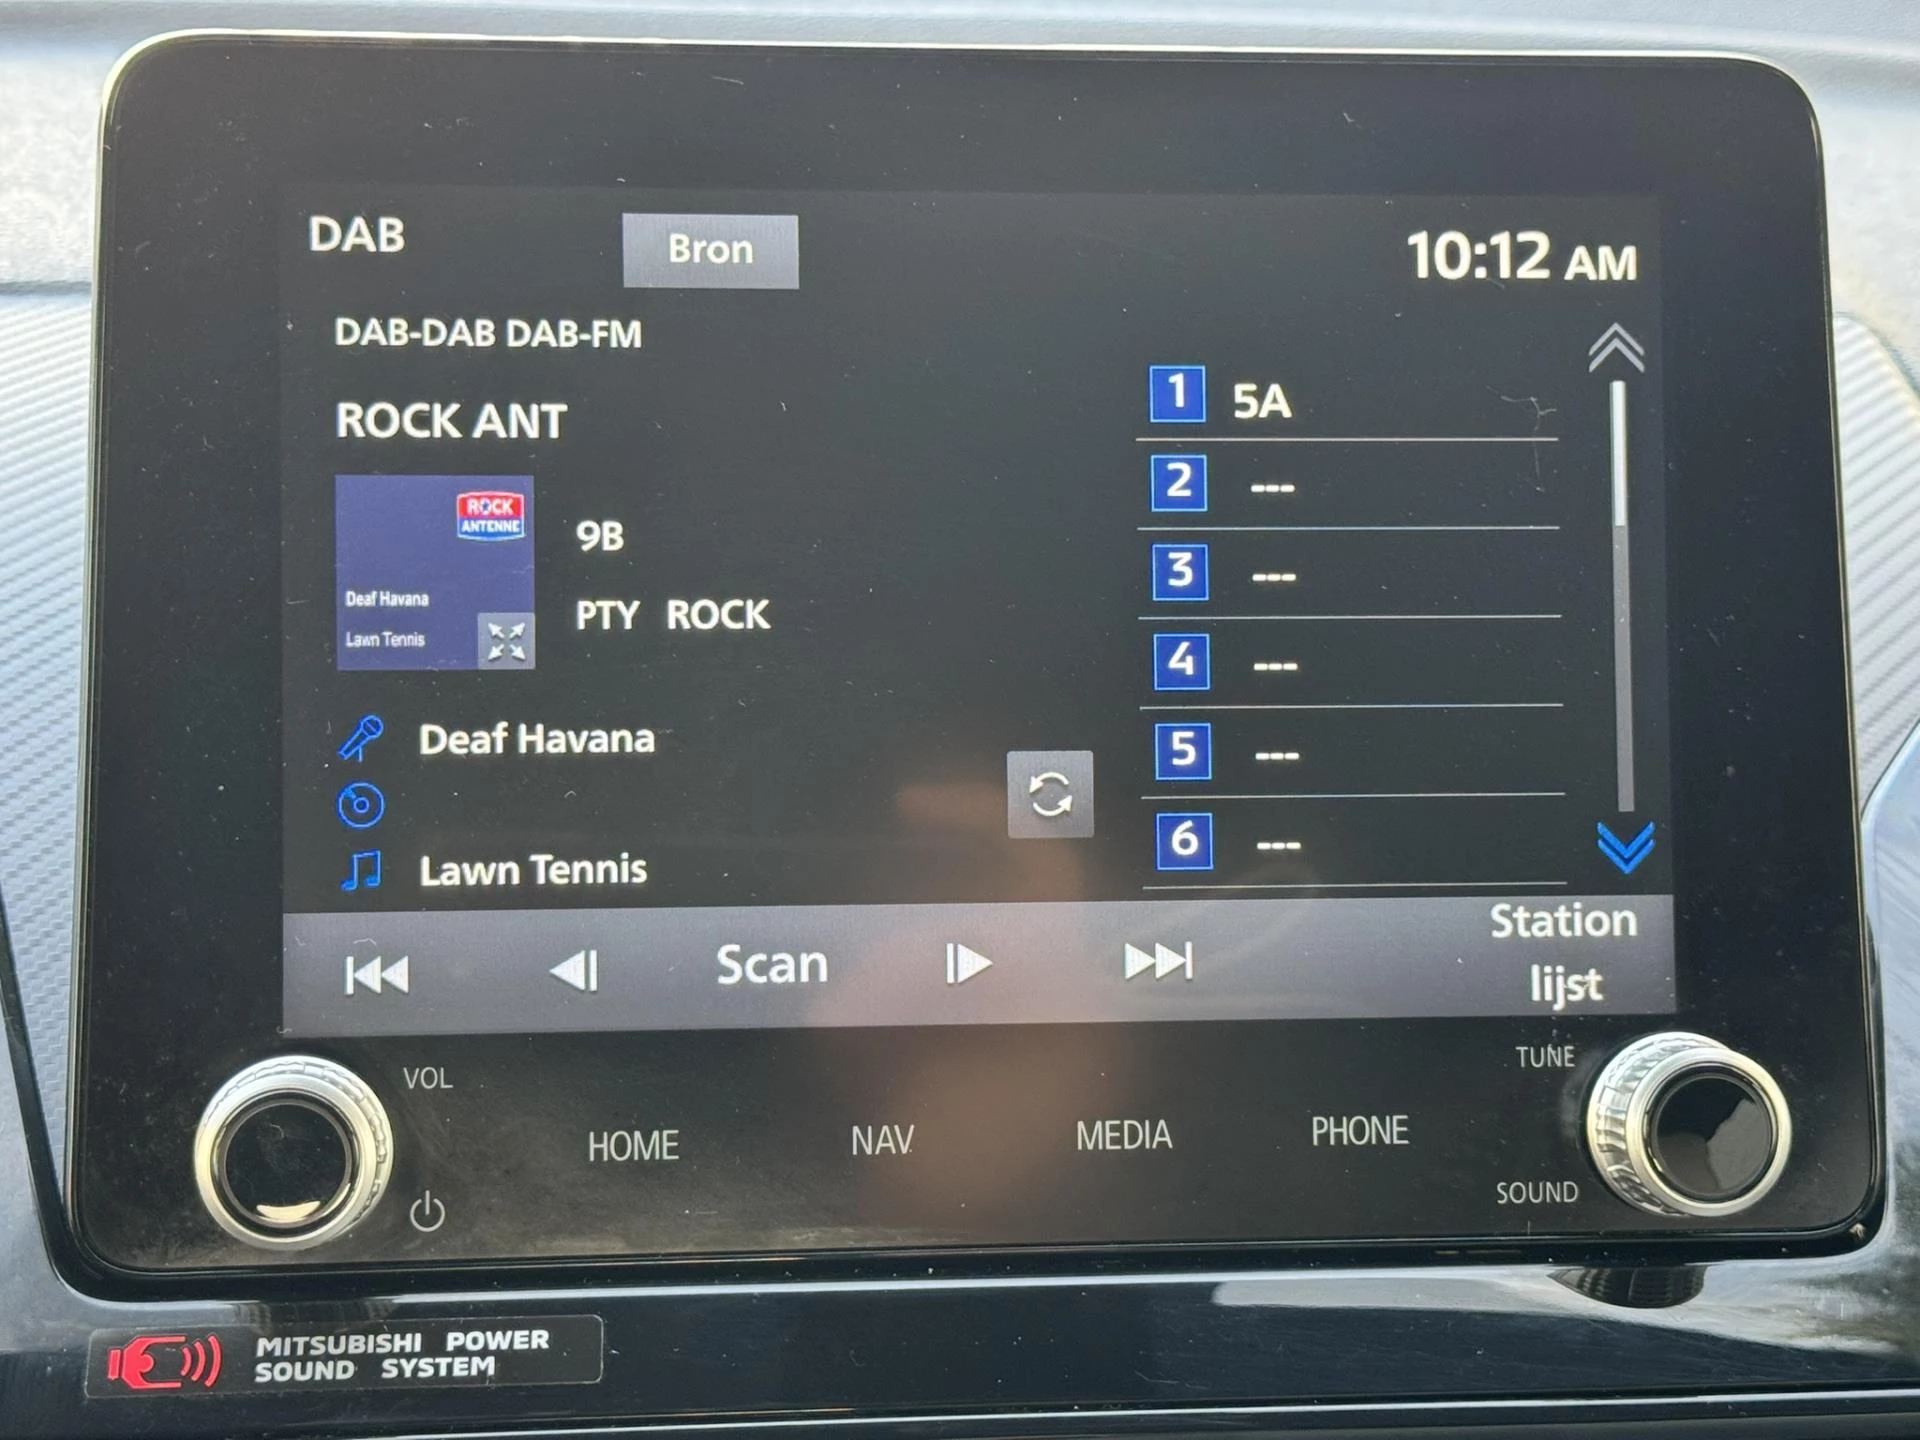 DAB
Bron
10:12 AM
DAB-DAB DAB-FM
ROCK ANT
ROCK
ANTENNE
Deaf Havana
Lawn Tennis
9B
PTY ROCK
Deaf Havana
Lawn Tennis
1 5A
2 ---
3 ---
4 ---
5 ---
6 ---
Scan
Station
lijst
VOL
HOME
NAV
MEDIA
PHONE
TUNE
SOUND
MITSUBISHI POWER
SOUND SYSTEM